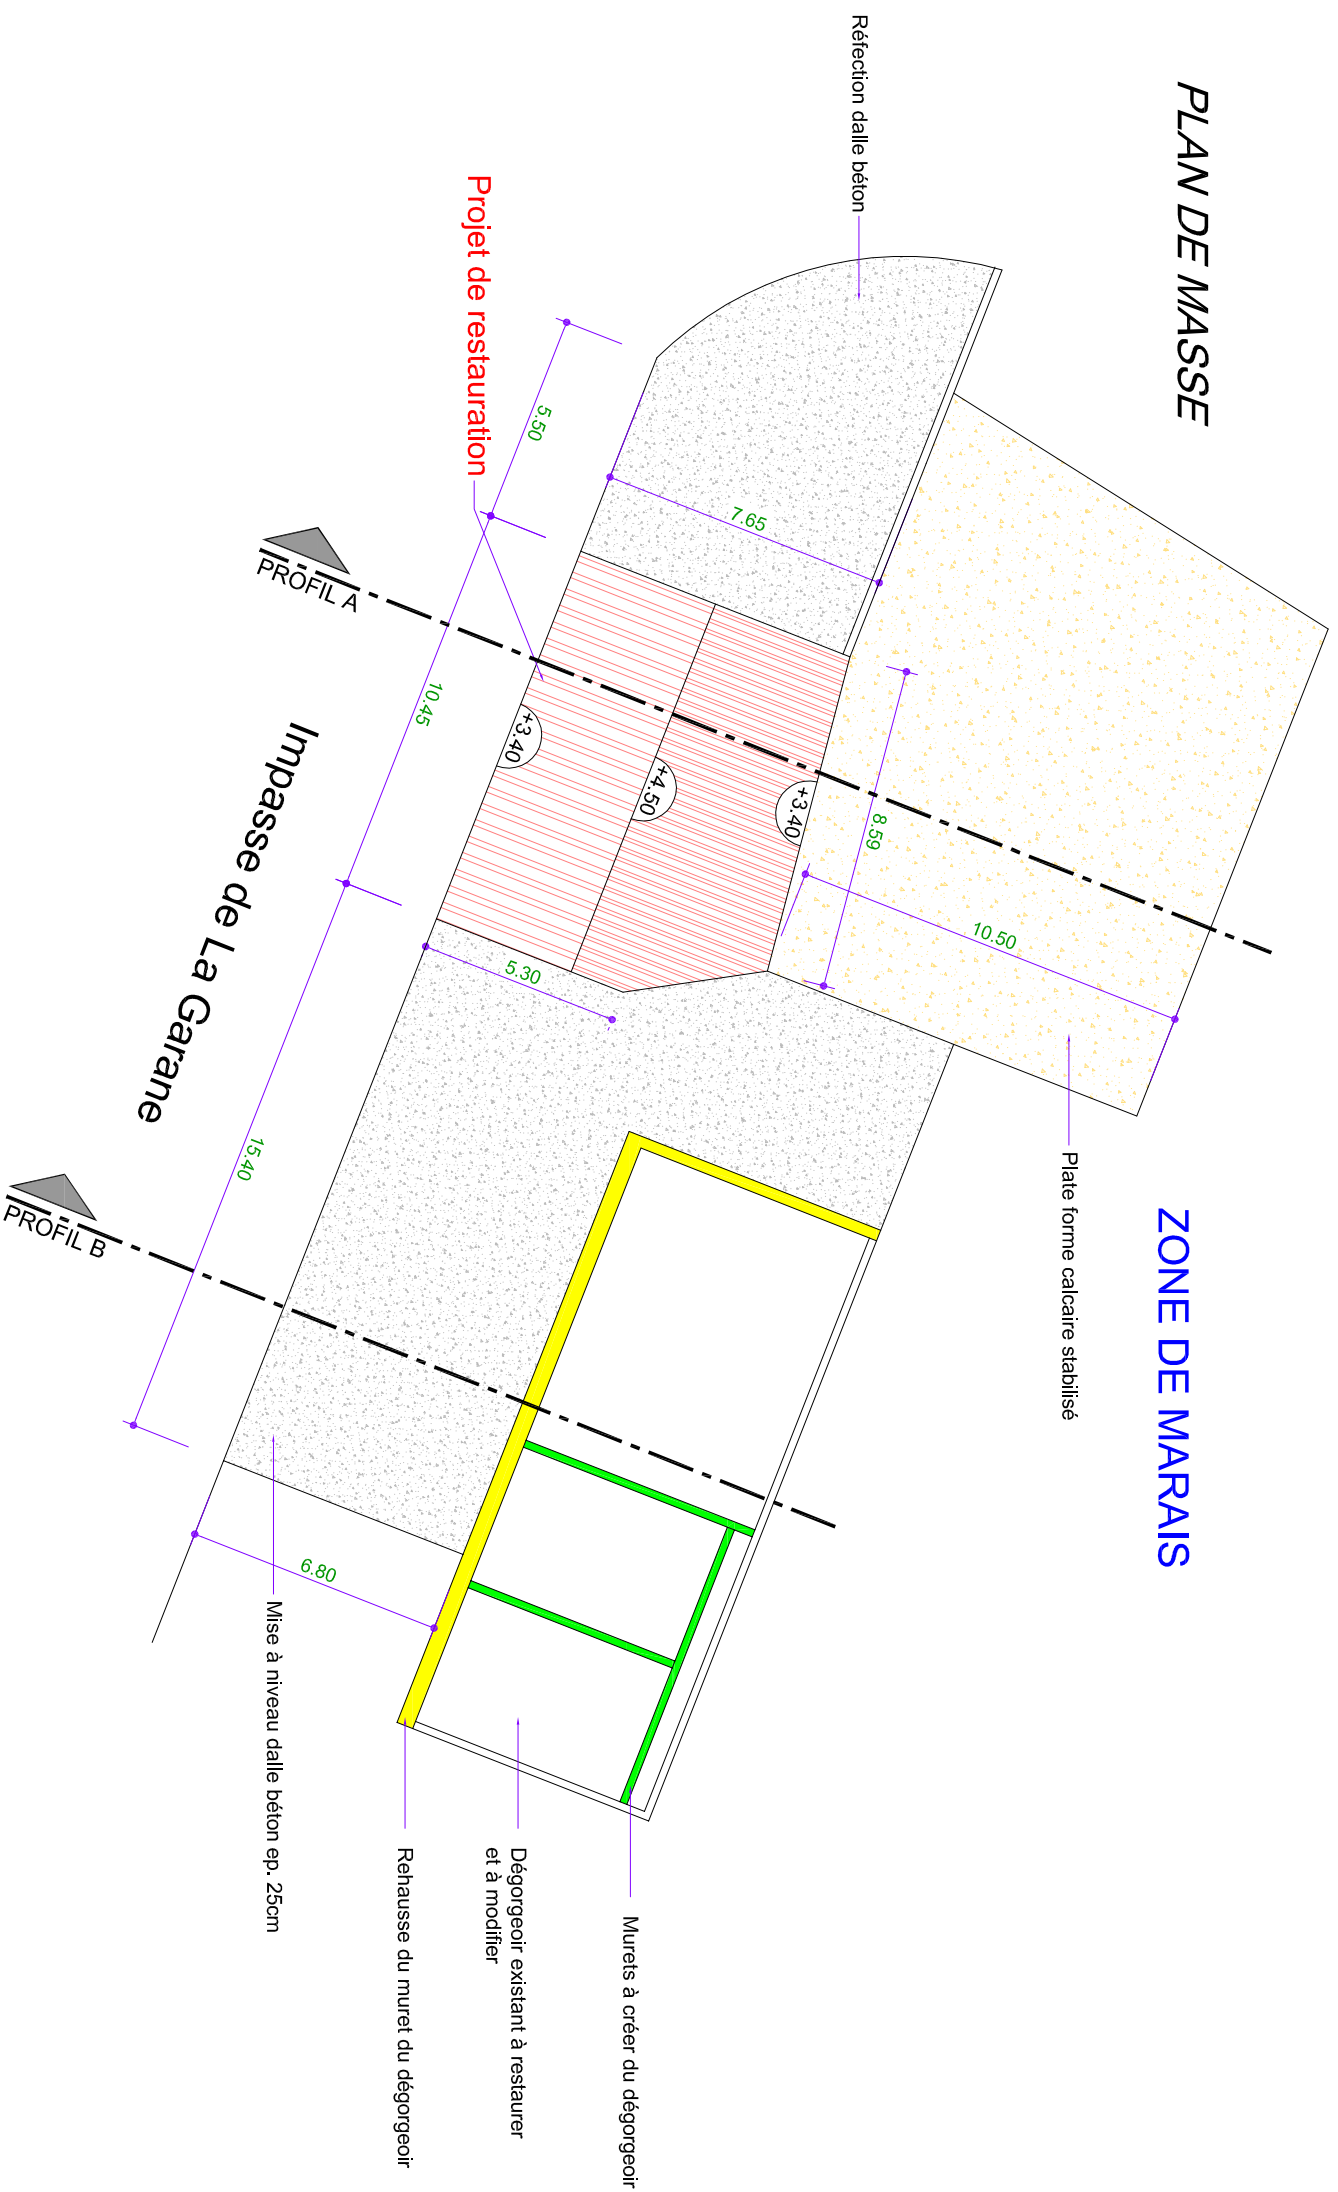 PLAN DE MASSE
Réfection dalle béton
Projet de restauration
5.50
7.65
PROFIL A
10.45
+3.40
+4.50
+3.40
8.59
10.50
5.30
Impasse de La Garane
15.40
PROFIL B
6.80
Plate forme calcaire stabilisé
ZONE DE MARAIS
Mise à niveau dalle béton ep. 25cm
Rehausse du muret du dégorgeoir
Dégorgeoir existant à restaurer
et à modifier
Murets à créer du dégorgeoir